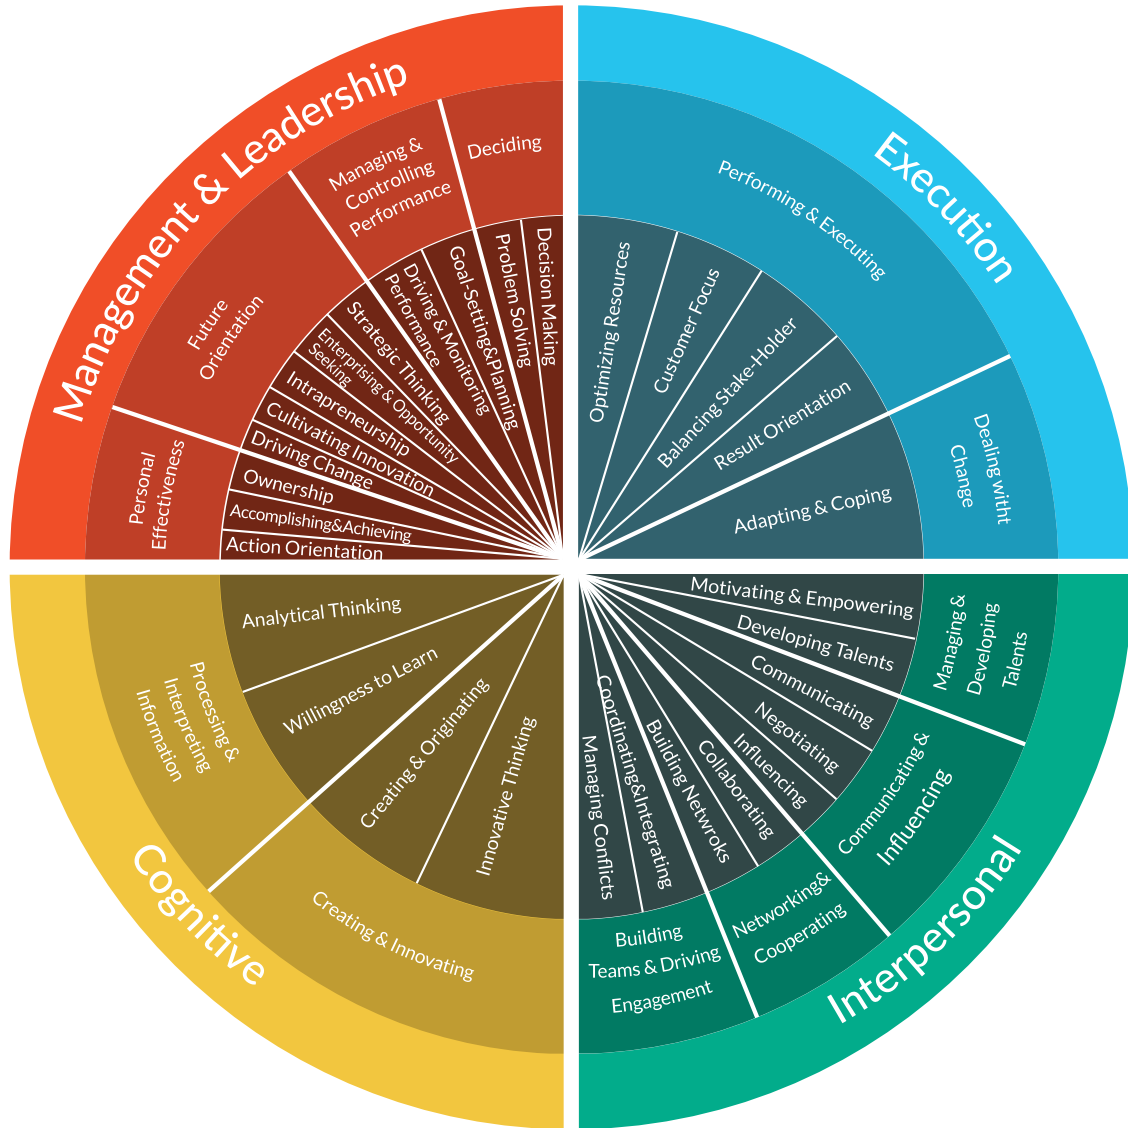 Management & Leadership
Deciding
Managing &
Controlling
Performance
Future
Orientation
Personal
Effectiveness
Decision Making
Problem Solving
Goal-Setting&Planning
Driving & Monitoring
Performance
Strategic Thinking
Enterprising & Opportunity
Seeking
Intrapreneurship
Cultivating Innovation
Driving Change
Ownership
Accomplishing&Achieving
Action Orientation
Execution
Performing & Executing
Dealing witht
Change
Optimizing Resources
Customer Focus
Balancing Stake-Holder
Result Orientation
Adapting & Coping
Cognitive
Processing &
Interpreting
Information
Creating & Innovating
Analytical Thinking
Willingness to Learn
Creating & Originating
Innovative Thinking
Interpersonal
Managing &
Developing
Talents
Communicating &
Influencing
Networking&
Cooperating
Building
Teams & Driving
Engagement
Motivating & Empowering
Developing Talents
Communicating
Negotiating
Influencing
Collaborating
Building Netwroks
Coordinating&Integrating
Managing Conflicts